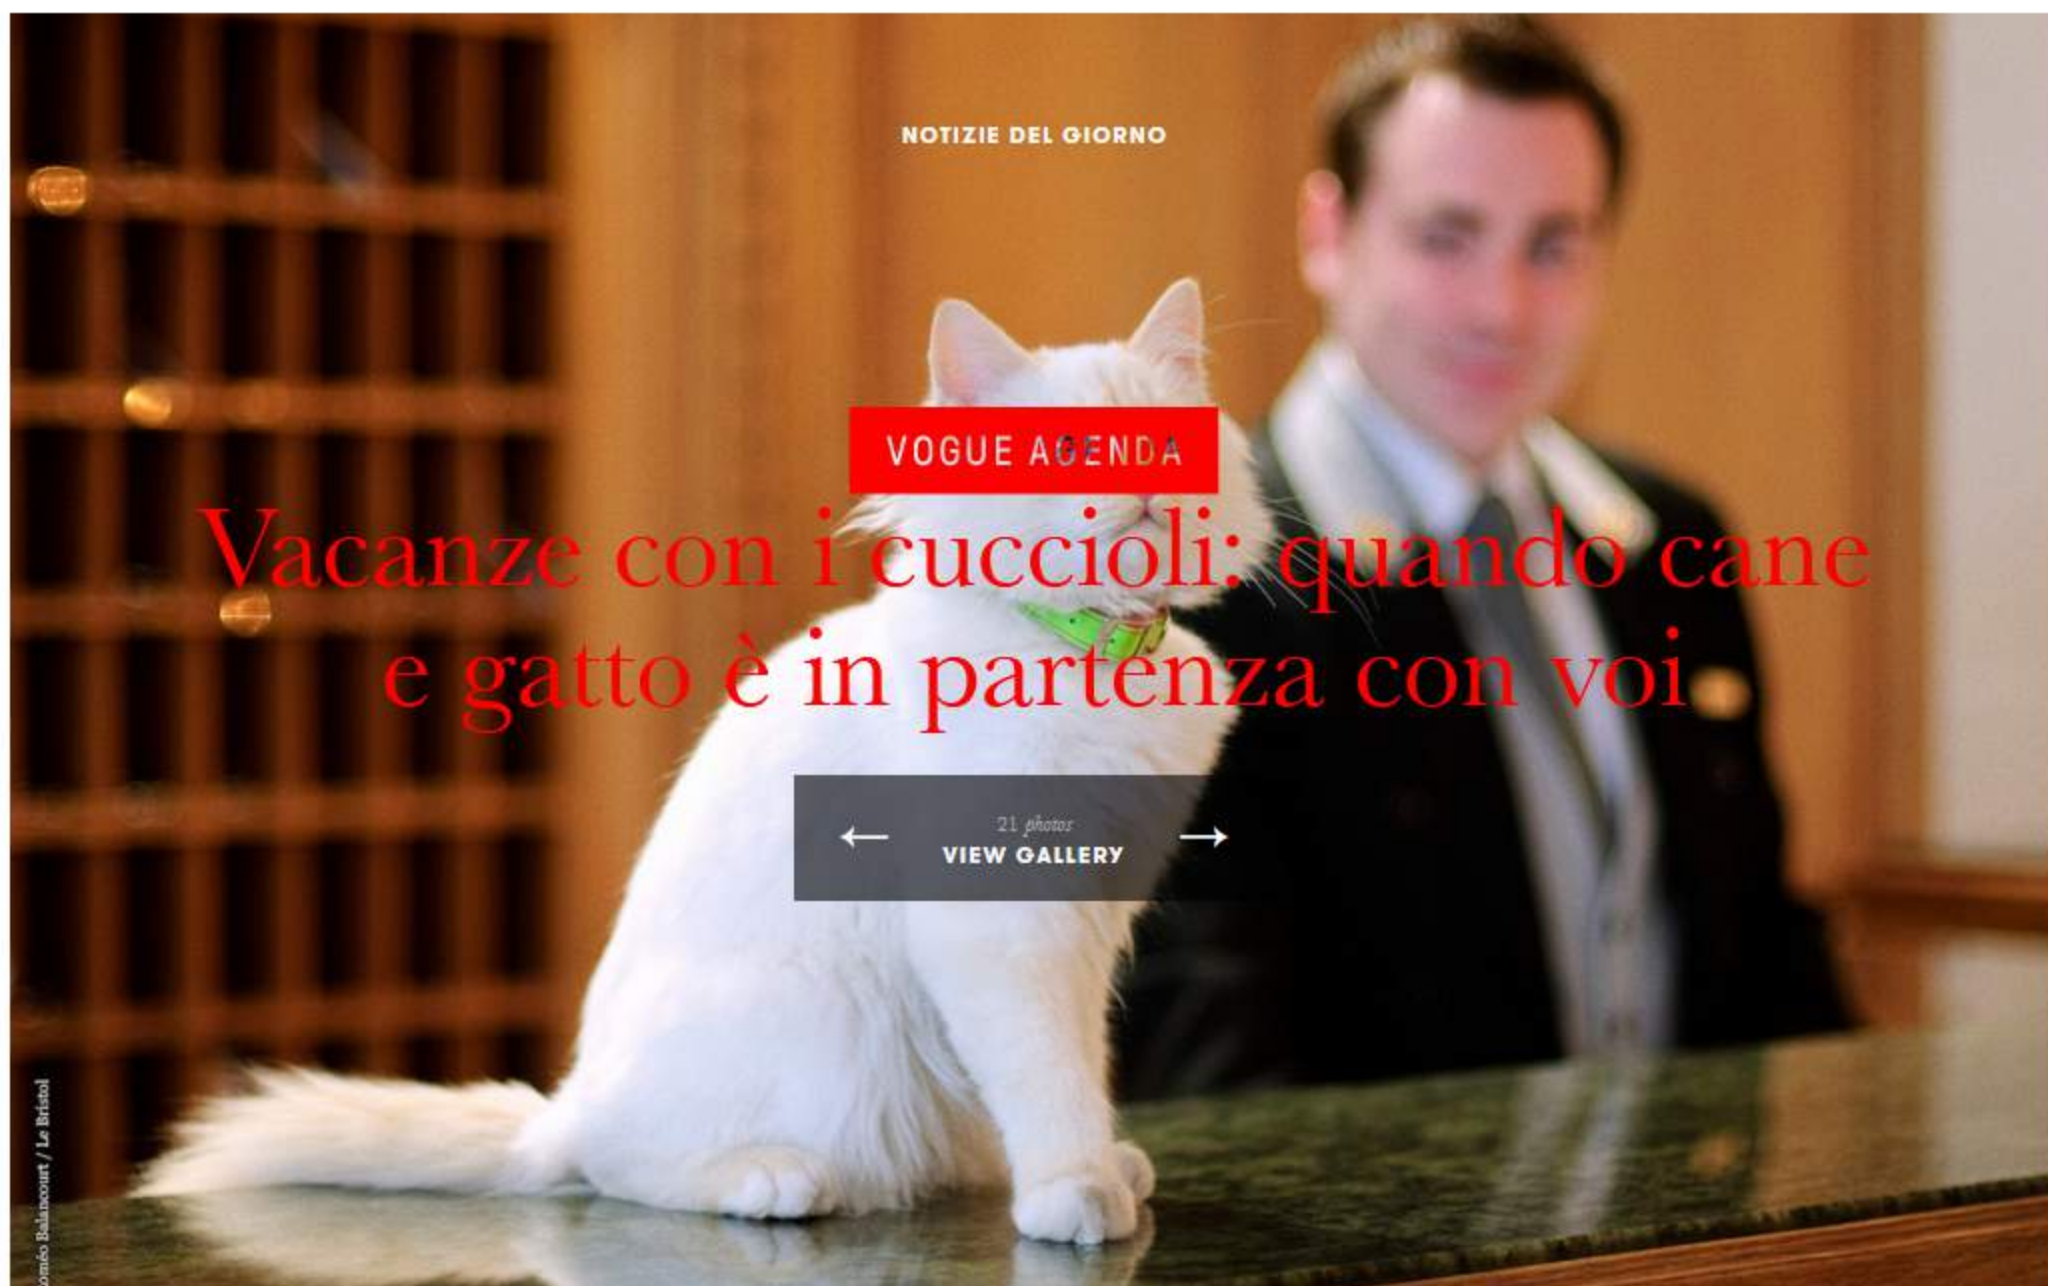 NOTIZIE DEL GIORNO
VOGUE AGENDA
Vacanze con i cuccioli: quando cane
e gatto è in partenza con voi
21 photos
VIEW GALLERY
Balancourt / Le Bristol